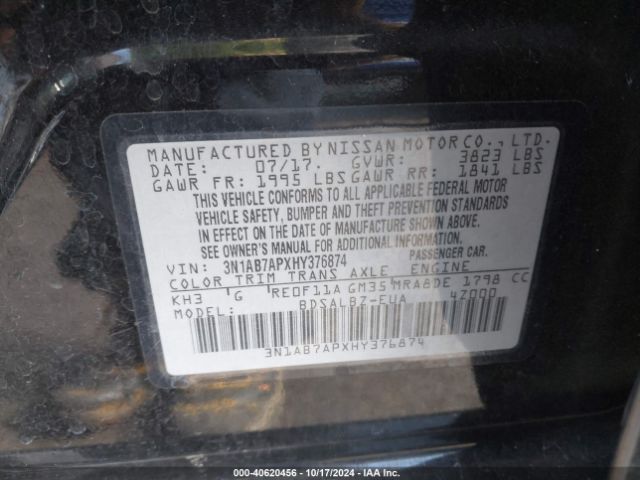 MANUFACTURED BY NISSAN MOTOR CO., LTD.
DATE: 07/17. GVWR: 3823 LBS
GAWR FR: 1995 LBS GAWR RR: 1841 LBS
THIS VEHICLE CONFORMS TO ALL APPLICABLE FEDERAL MOTOR
VEHICLE SAFETY, BUMPER AND THEFT PREVENTION STANDARDS
IN EFFECT ON THE DATE OF MANUFACTURE SHOWN ABOVE.
SEE OWNER'S MANUAL FOR ADDITIONAL INFORMATION.
VIN: 3N1AB7APXHY376874 PASSENGER CAR.
COLOR TRIM TRANS AXLE ENGINE
KH3 G RE0F11A GM35 MRA8DE 1798 CC
MODEL: BDSALBZ-EUA 42000
3N1AB7APXHY376874
000-40620456 - 10/17/2024 - IAA Inc.